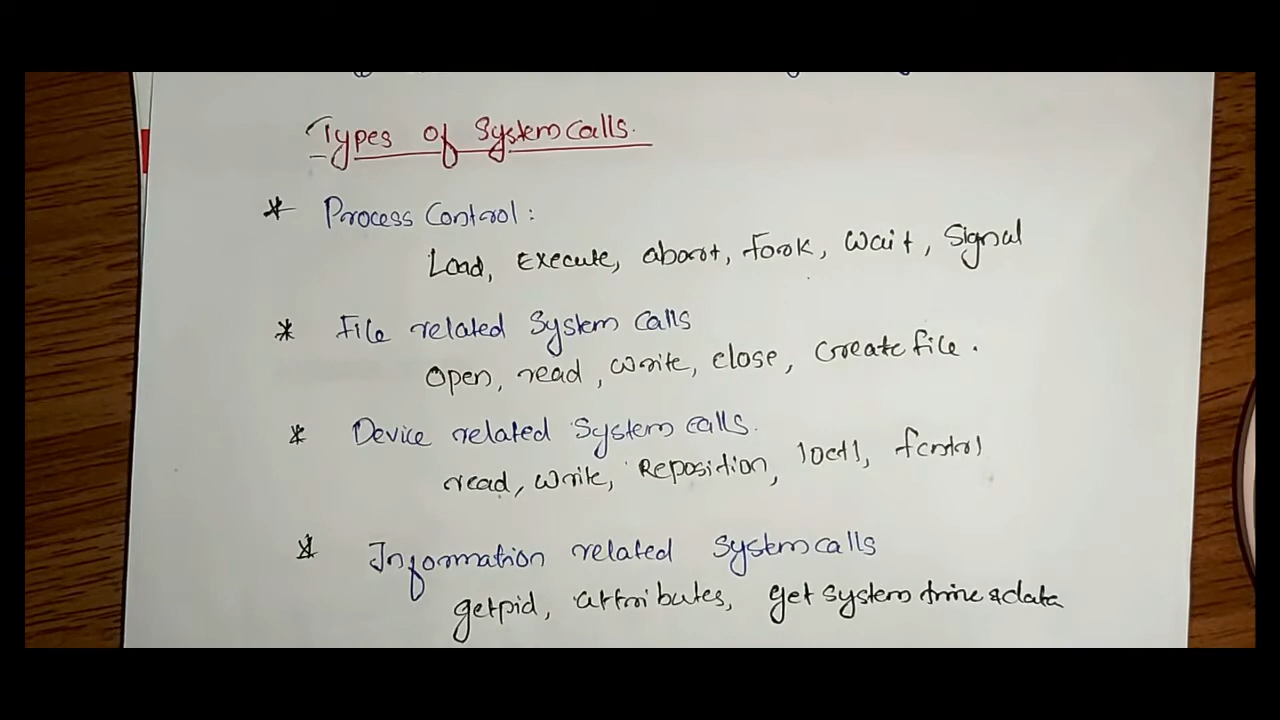 Types of System calls.
* Process Control :
Load, Execute, abort, fork, wait, Signal
* File related System calls
Open, read, write, close, Create file.
* Device related System calls.
read, write, Reposition, ioctl, fcntrl
* Information related System calls
getpid, attributes, get system time & data